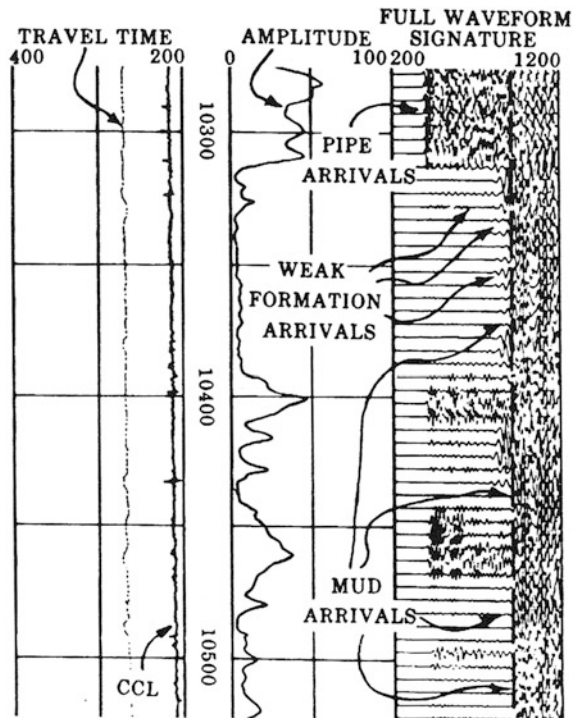 FULL WAVEFORM
SIGNATURE
TRAVEL TIME
AMPLITUDE
400
200
0
100
200
1200
10300
PIPE
ARRIVALS
WEAK
FORMATION
ARRIVALS
10400
MUD
ARRIVALS
CCL
10500